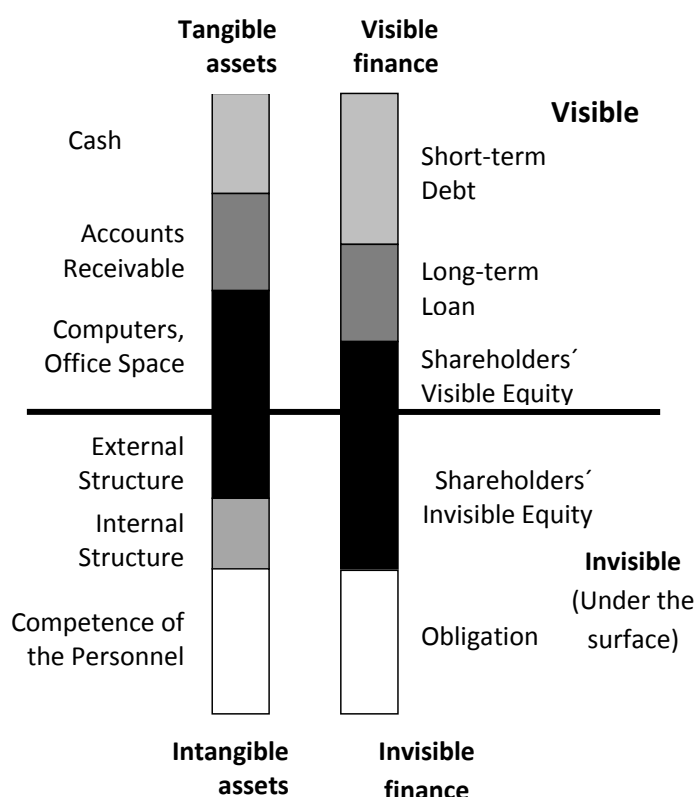 Tangible
assets
Visible
finance
Visible
Cash
Short-term
Debt
Accounts
Receivable
Long-term
Loan
Computers,
Office Space
Shareholders´
Visible Equity
External
Structure
Shareholders´
Invisible Equity
Internal
Structure
Invisible
(Under the
surface)
Competence of
the Personnel
Obligation
Intangible
assets
Invisible
finance